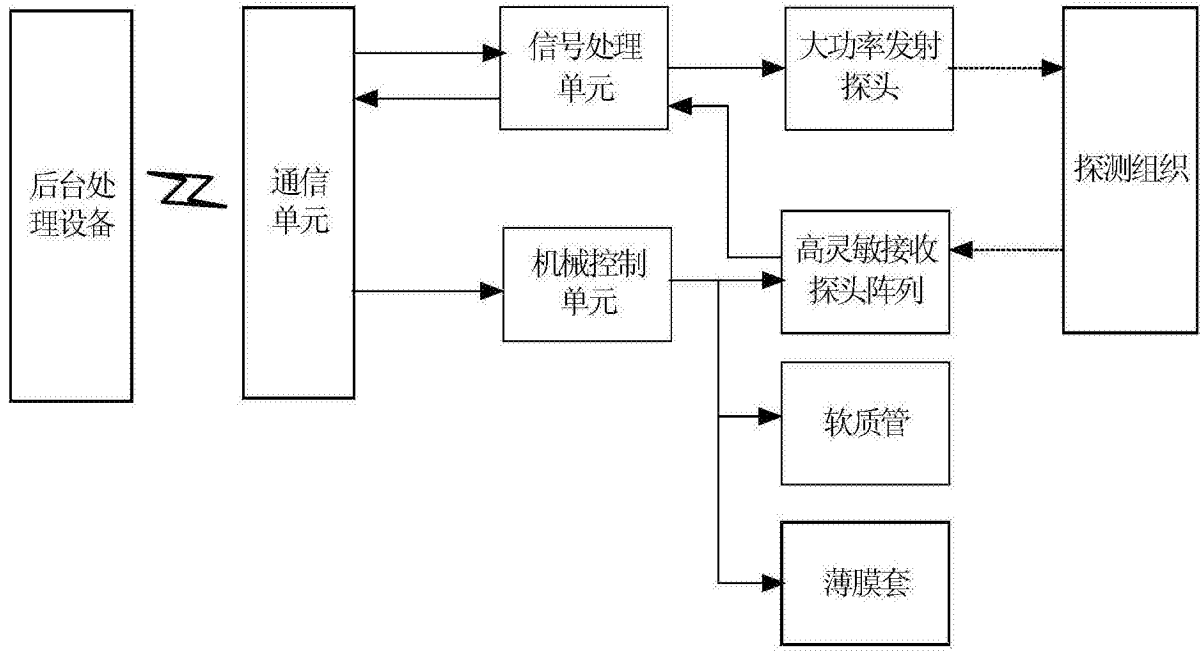 后台处
理设备
通信
单元
信号处理
单元
大功率发射
探头
探测组织
机械控制
单元
高灵敏接收
探头阵列
软质管
薄膜套